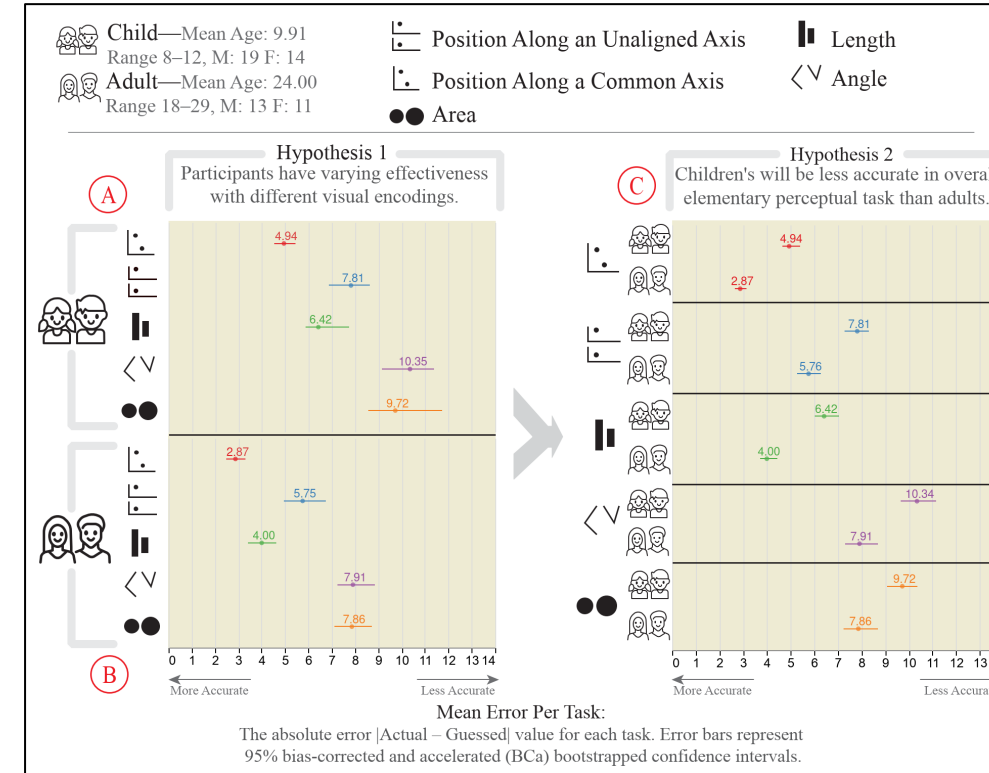 Child—Mean Age: 9.91
Range 8–12, M: 19 F: 14
Adult—Mean Age: 24.00
Range 18–29, M: 13 F: 11
Position Along an Unaligned Axis
Position Along a Common Axis
Area
Length
Angle
Hypothesis 1
Participants have varying effectiveness
with different visual encodings.
A
4.94
7.81
6.42
10.35
9.72
2.87
5.75
4.00
7.91
7.86
B
0 1 2 3 4 5 6 7 8 9 10 11 12 13 14
More Accurate
Less Accurate
Hypothesis 2
Children's will be less accurate in overal
elementary perceptual task than adults.
C
4.94
2.87
7.81
5.76
6.42
4.00
10.34
7.91
9.72
7.86
0 1 2 3 4 5 6 7 8 9 10 11 12 13
More Accurate
Less Accura
Mean Error Per Task:
The absolute error |Actual – Guessed| value for each task. Error bars represent
95% bias-corrected and accelerated (BCa) bootstrapped confidence intervals.